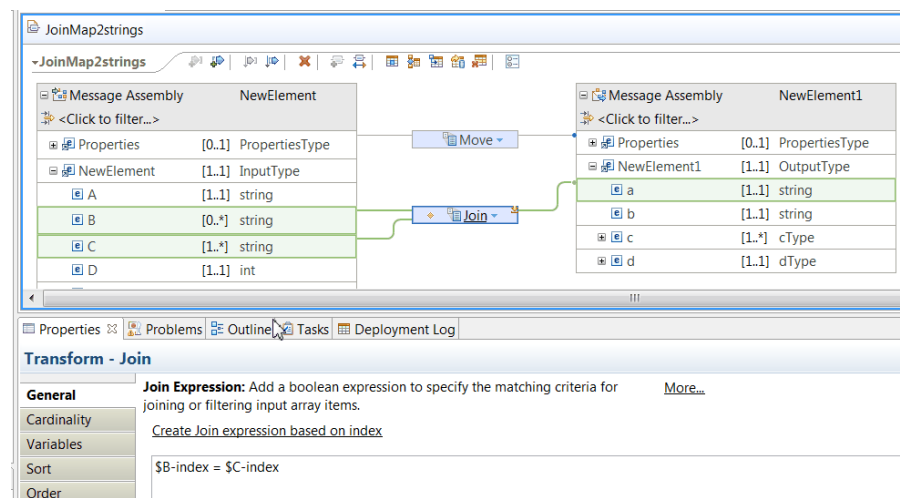 JoinMap2strings
JoinMap2strings
Message Assembly NewElement
<Click to filter...>
Properties [0..1] PropertiesType
NewElement [1..1] InputType
A [1..1] string
B [0..*] string
C [1..*] string
D [1..1] int
Move
Join
Message Assembly NewElement1
<Click to filter...>
Properties [0..1] PropertiesType
NewElement1 [1..1] OutputType
a [1..1] string
b [1..1] string
c [1..*] cType
d [1..1] dType
Properties Problems Outline Tasks Deployment Log
Transform - Join
General
Cardinality
Variables
Sort
Order
Join Expression: Add a boolean expression to specify the matching criteria for
joining or filtering input array items.
More...
Create Join expression based on index
$B-index = $C-index